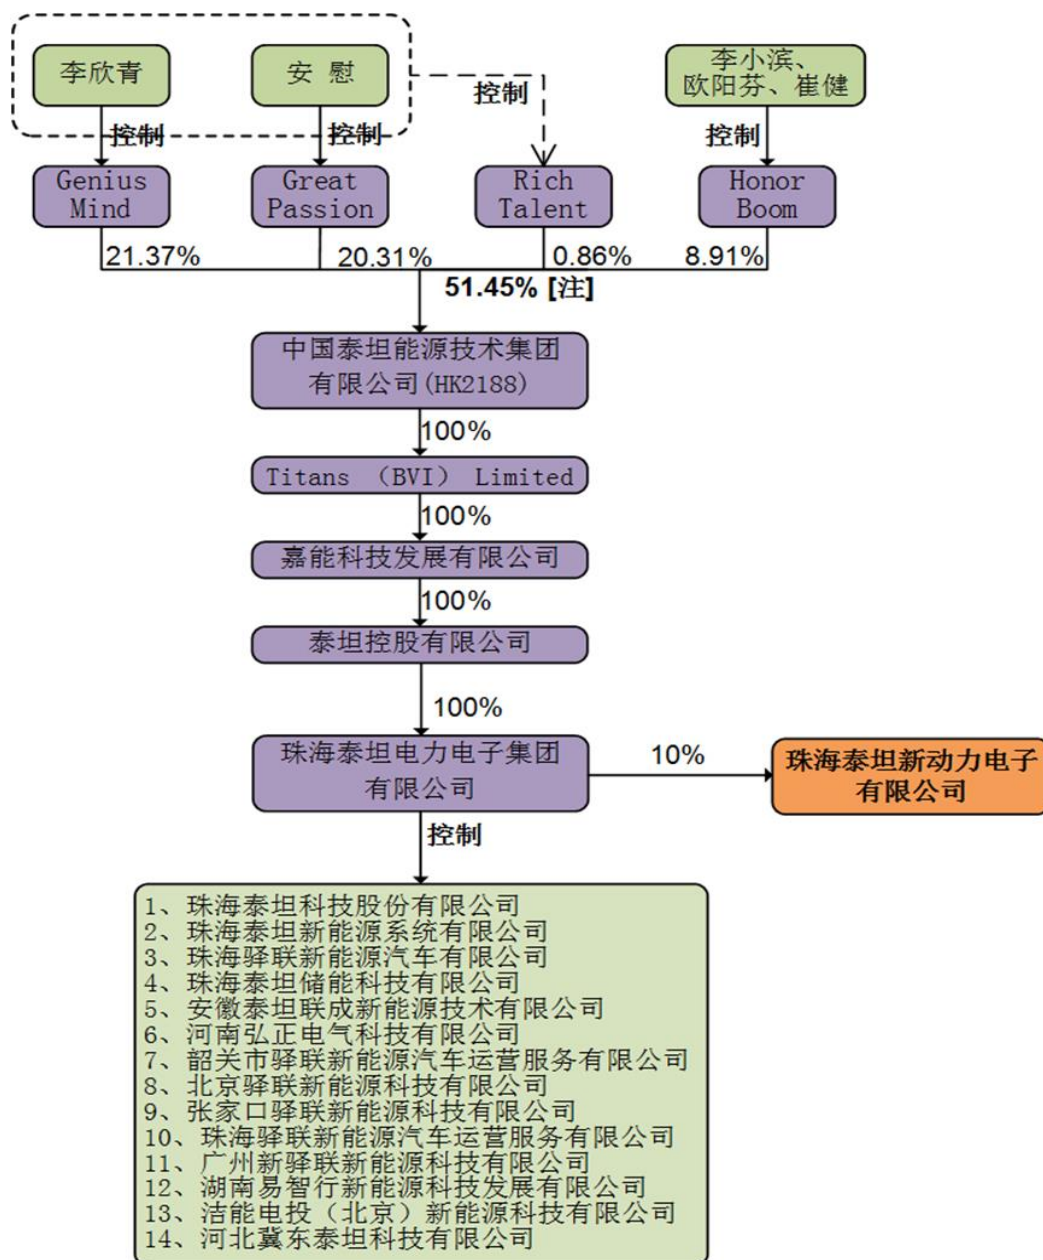 李欣青
安 慰
李小滨、
欧阳芬、崔健
控制
控制
控制
控制
Genius
Mind
Great
Passion
Rich
Talent
Honor
Boom
21.37%
20.31%
0.86%
8.91%
51.45% [注]
中国泰坦能源技术集团
有限公司(HK2188)
100%
Titans （BVI） Limited
100%
嘉能科技发展有限公司
100%
泰坦控股有限公司
100%
珠海泰坦电力电子集团
有限公司
10%
珠海泰坦新动力电子
有限公司
控制
1、珠海泰坦科技股份有限公司
2、珠海泰坦新能源系统有限公司
3、珠海驿联新能源汽车有限公司
4、珠海泰坦储能科技有限公司
5、安徽泰坦联成新能源技术有限公司
6、河南弘正电气科技有限公司
7、韶关市驿联新能源汽车运营服务有限公司
8、北京驿联新能源科技有限公司
9、张家口驿联新能源科技有限公司
10、珠海驿联新能源汽车运营服务有限公司
11、广州新驿联新能源科技有限公司
12、湖南易智行新能源科技发展有限公司
13、洁能电投（北京）新能源科技有限公司
14、河北冀东泰坦科技有限公司